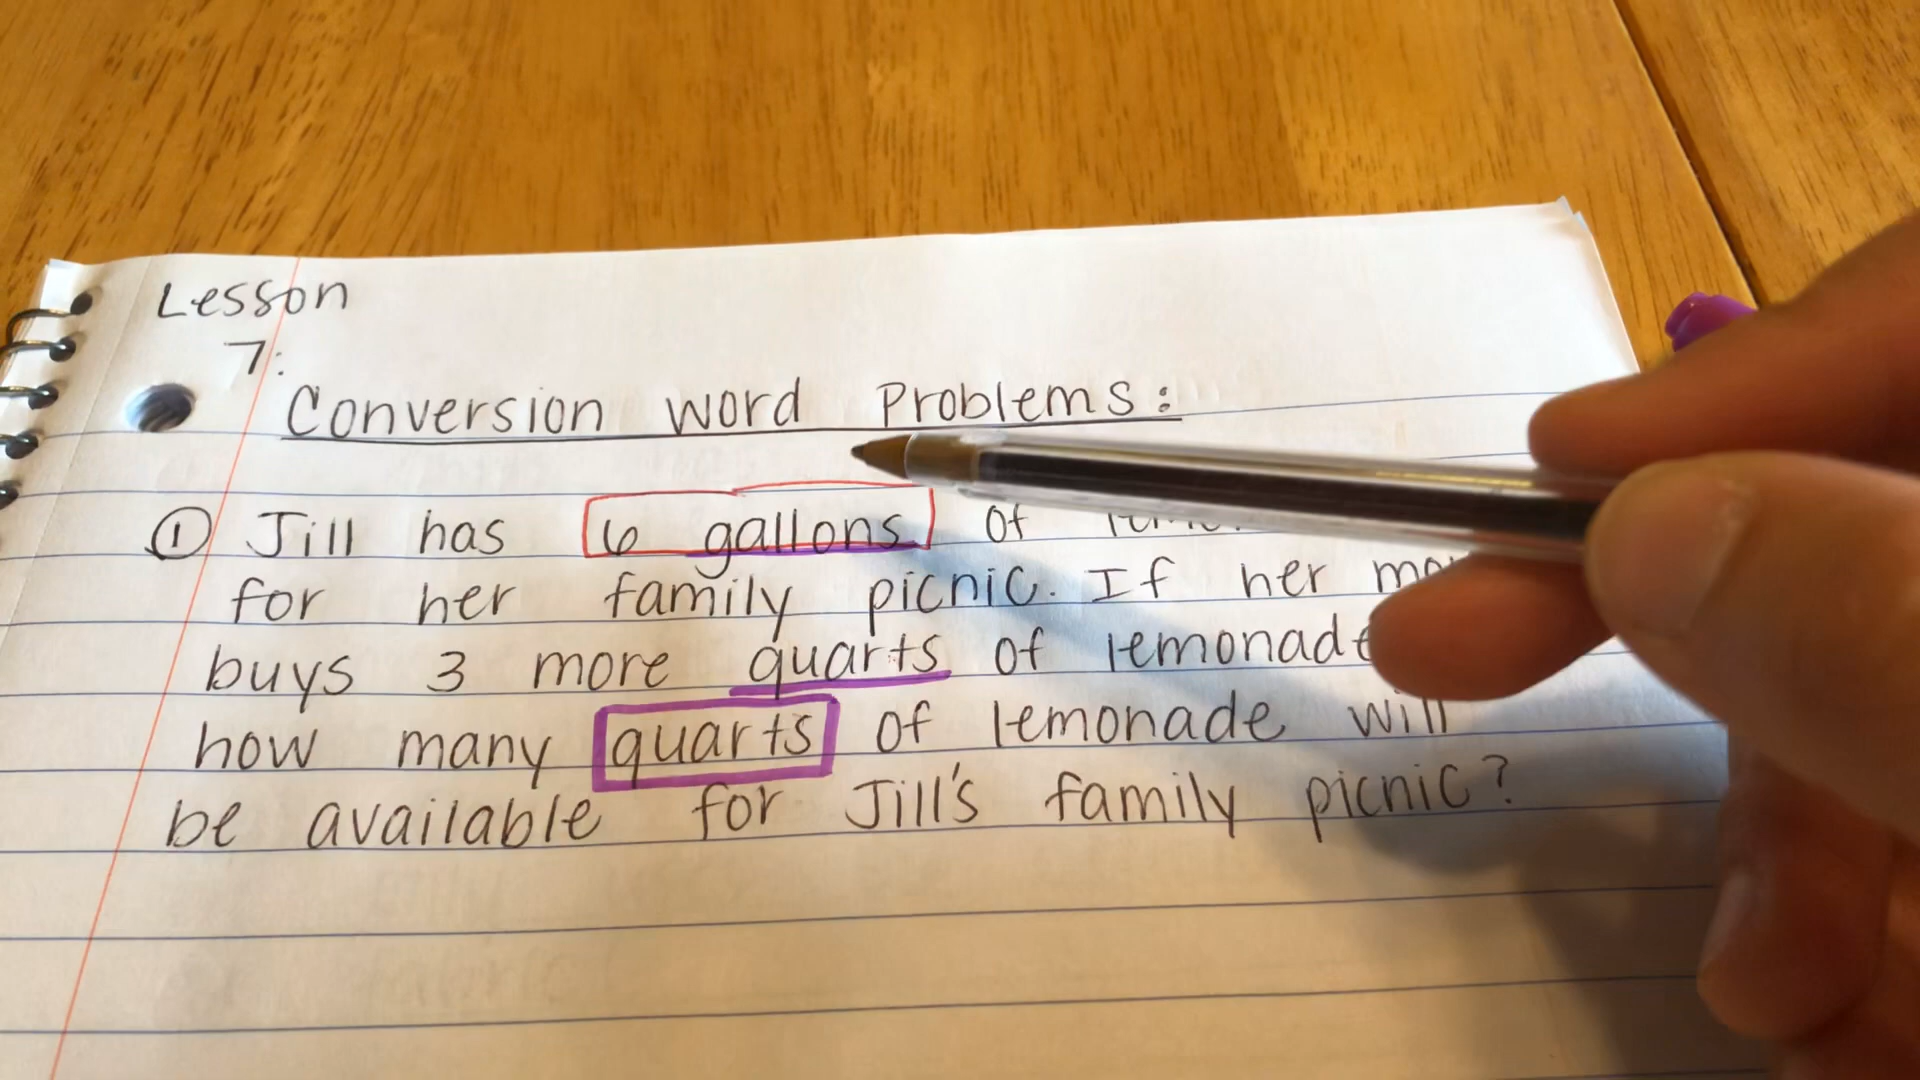 Lesson
7:
Conversion Word Problems:
① Jill has 6 gallons of
for her family picnic. If her
buys 3 more quarts of lemonade
how many quarts of lemonade will
be available for Jill's family picnic?